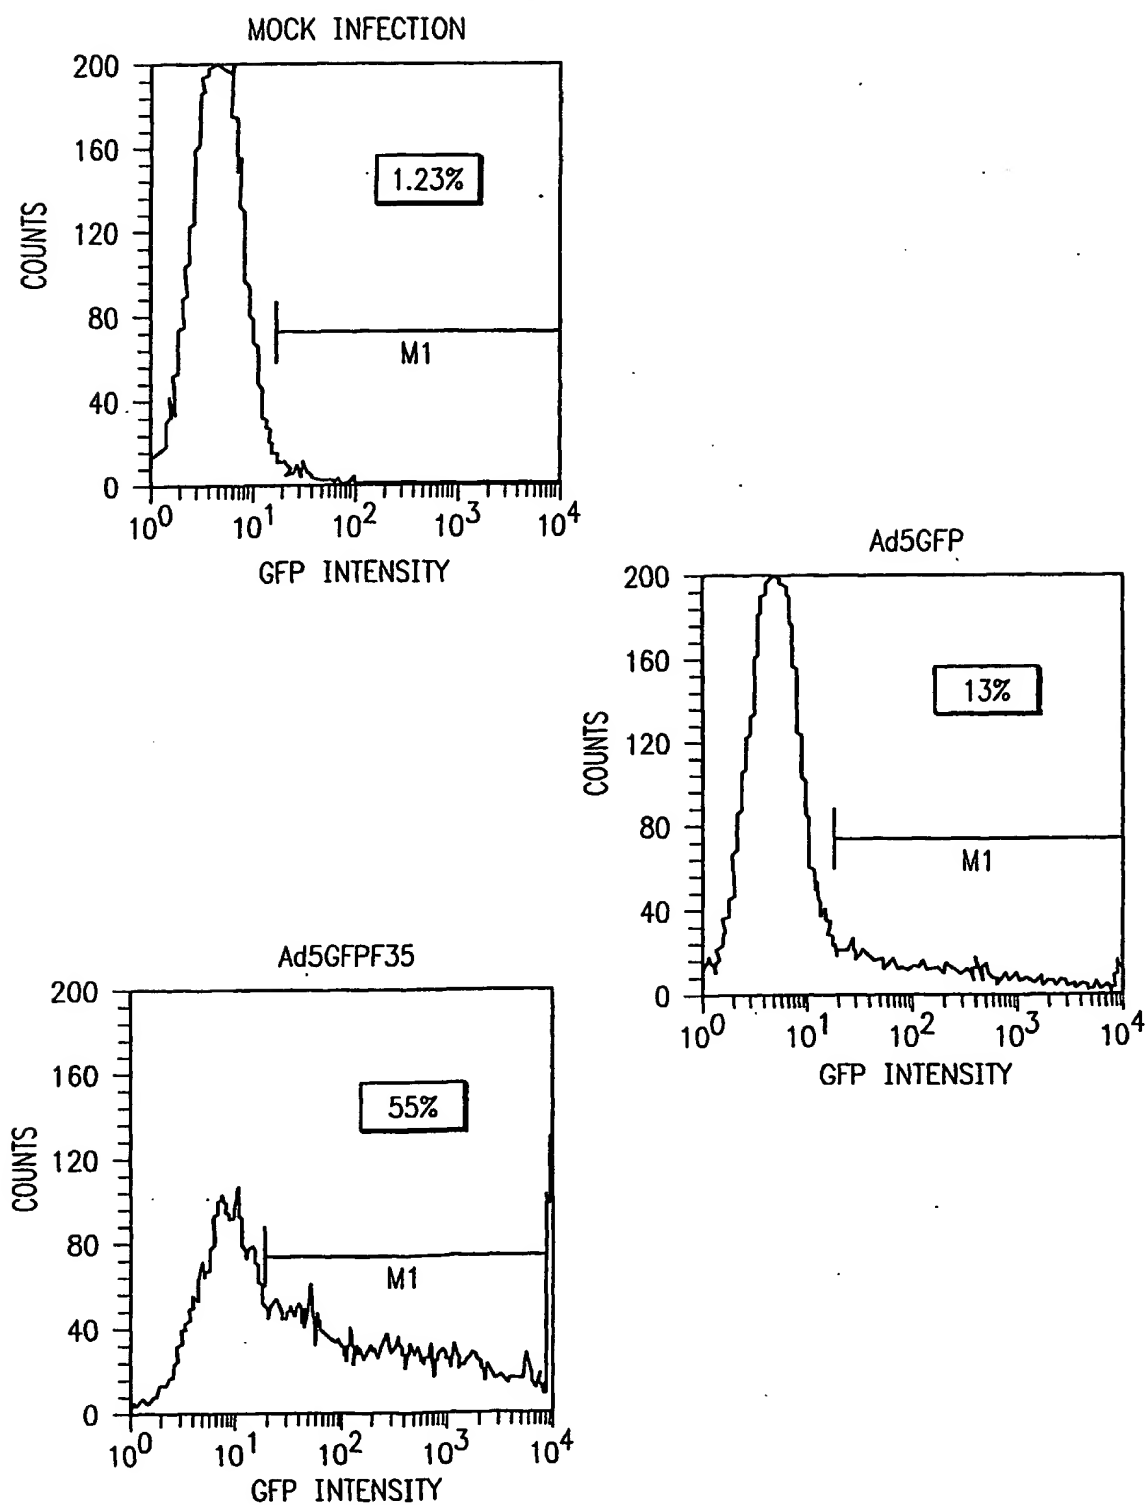 MOCK INFECTION
200
160
120
80
40
0
COUNTS
1.23%
M1
10^0 10^1 10^2 10^3 10^4
GFP INTENSITY
Ad5GFP
200
160
120
80
40
0
COUNTS
13%
M1
10^0 10^1 10^2 10^3 10^4
GFP INTENSITY
Ad5GFPF35
200
160
120
80
40
0
COUNTS
55%
M1
10^0 10^1 10^2 10^3 10^4
GFP INTENSITY